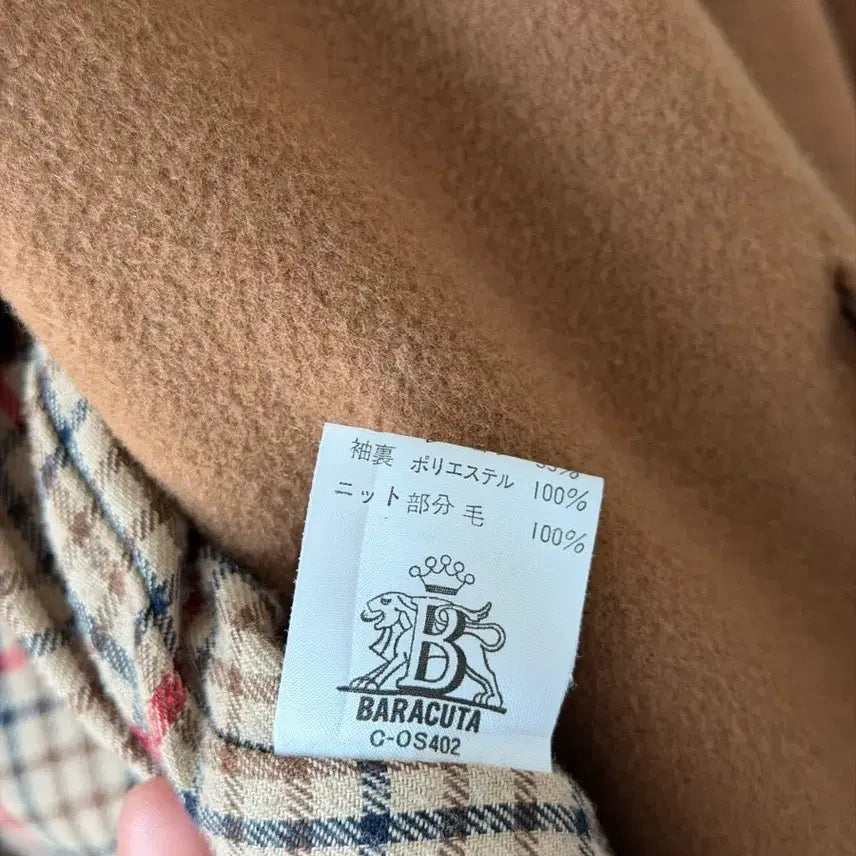 袖裏 ポリエステル 100%
ニット部分 毛 100%
B
BARACUTA
C-OS402